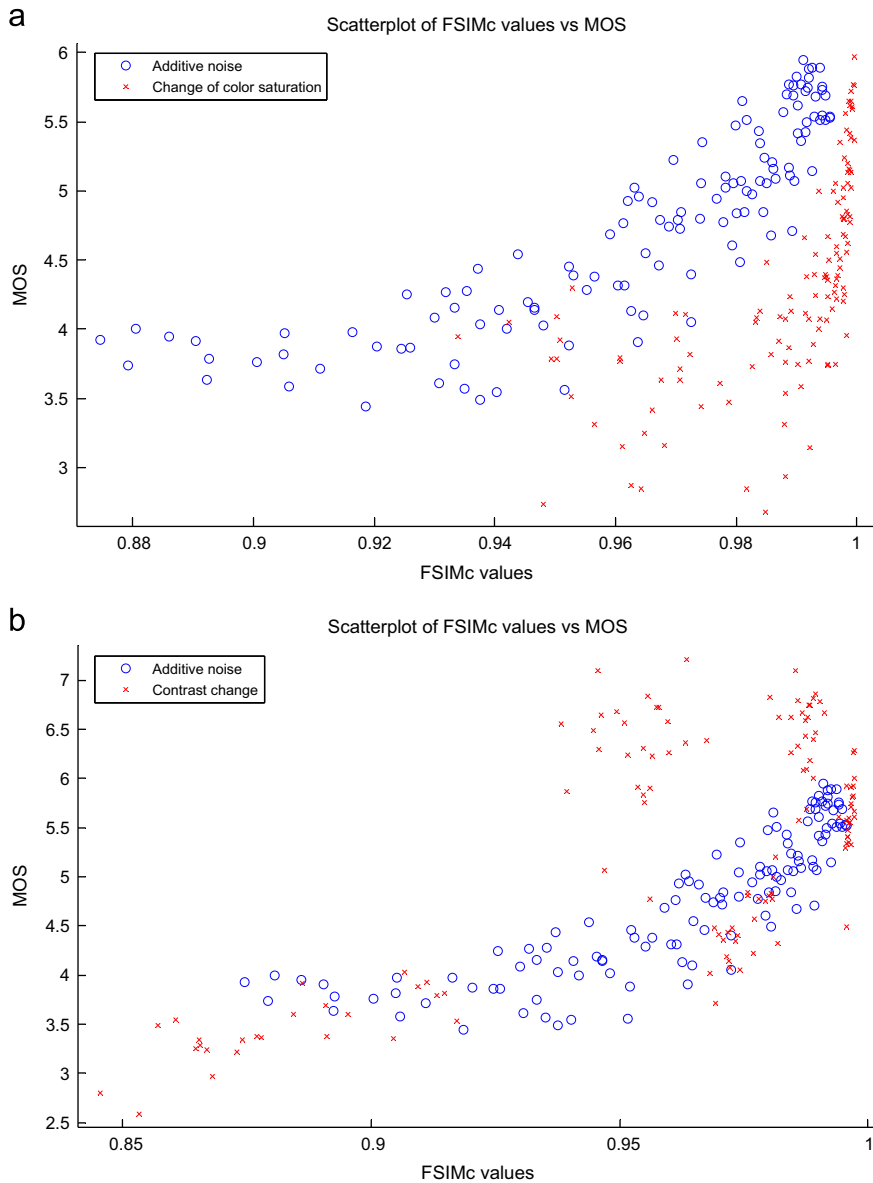 a
Scatterplot of FSIMc values vs MOS
6
Additive noise
Change of color saturation
5.5
5
4.5
4
3.5
3
MOS
0.88 0.9 0.92 0.94 0.96 0.98 1
FSIMc values
b
Scatterplot of FSIMc values vs MOS
Additive noise
Contrast change
7
6.5
6
5.5
5
4.5
4
3.5
3
2.5
MOS
0.85 0.9 0.95 1
FSIMc values